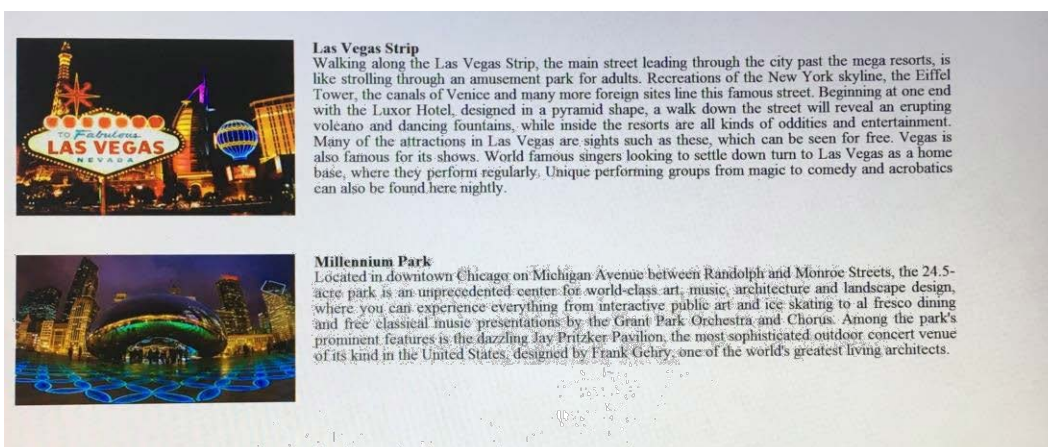 TO Fabulous
LAS VEGAS
NEVADA
Las Vegas Strip
Walking along the Las Vegas Strip, the main street leading through the city past the mega resorts, is
like strolling through an amusement park for adults. Recreations of the New York skyline, the Eiffel
Tower, the canals of Venice and many more foreign sites line this famous street. Beginning at one end
with the Luxor Hotel, designed in a pyramid shape, a walk down the street will reveal an erupting
volcano and dancing fountains, while inside the resorts are all kinds of oddities and entertainment.
Many of the attractions in Las Vegas are sights such as these, which can be seen for free. Vegas is
also famous for its shows. World famous singers looking to settle down turn to Las Vegas as a home
base, where they perform regularly. Unique performing groups from magic to comedy and acrobatics
can also be found here nightly.
Millennium Park
Located in downtown Chicago on Michigan Avenue between Randolph and Monroe Streets, the 24.5-
acre park is an unprecedented center for world-class art, music, architecture and landscape design,
where you can experience everything from interactive public art and ice skating to al fresco dining
and free classical music presentations by the Grant Park Orchestra and Chorus. Among the park's
prominent features is the dazzling Jay Pritzker Pavilion, the most sophisticated outdoor concert venue
of its kind in the United States, designed by Frank Gehry, one of the world's greatest living architects.